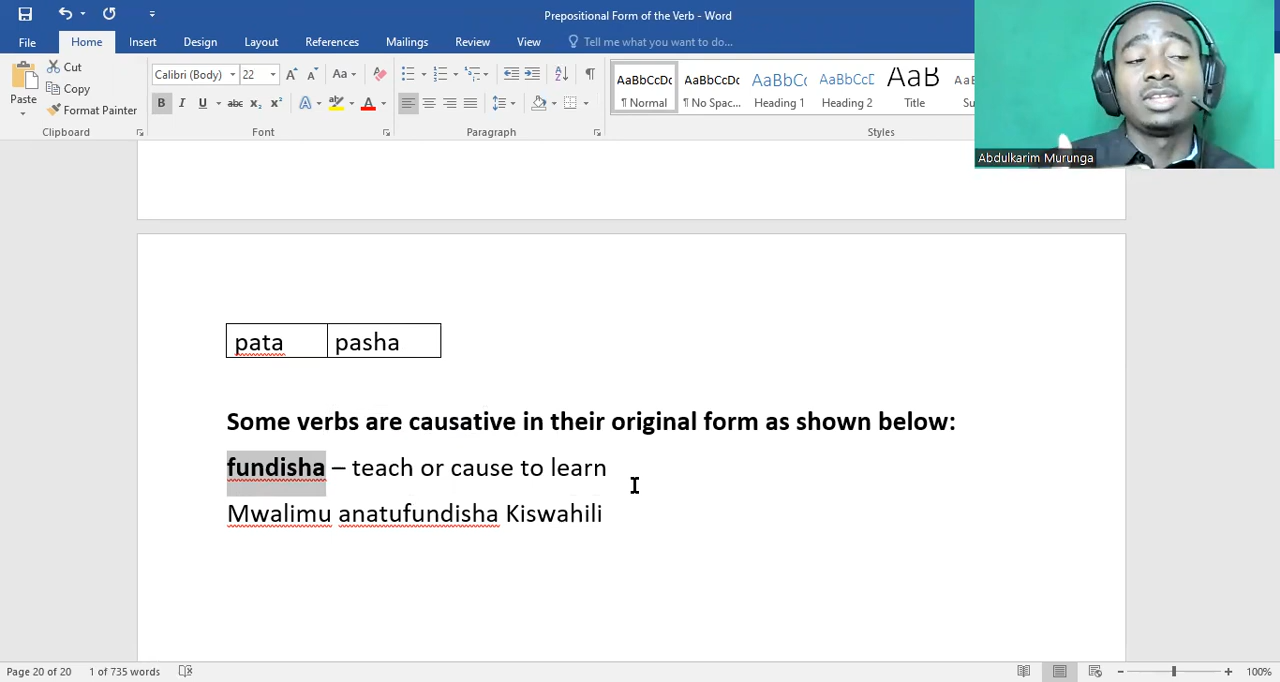 Prepositional Form of the Verb - Word
File Home Insert Design Layout References Mailings Review View Tell me what you want to do...
Paste
Cut
Copy
Format Painter
Clipboard
Calibri (Body) 22
Font
Paragraph
AaBbCcDc AaBbCcDc AaBbC( AaBbCcE AaB Aa
¶ Normal ¶ No Spac... Heading 1 Heading 2 Title Su
Styles
Abdulkarim Murunga
pata pasha
Some verbs are causative in their original form as shown below:
fundisha – teach or cause to learn
Mwalimu anatufundisha Kiswahili
Page 20 of 20 1 of 735 words 100%